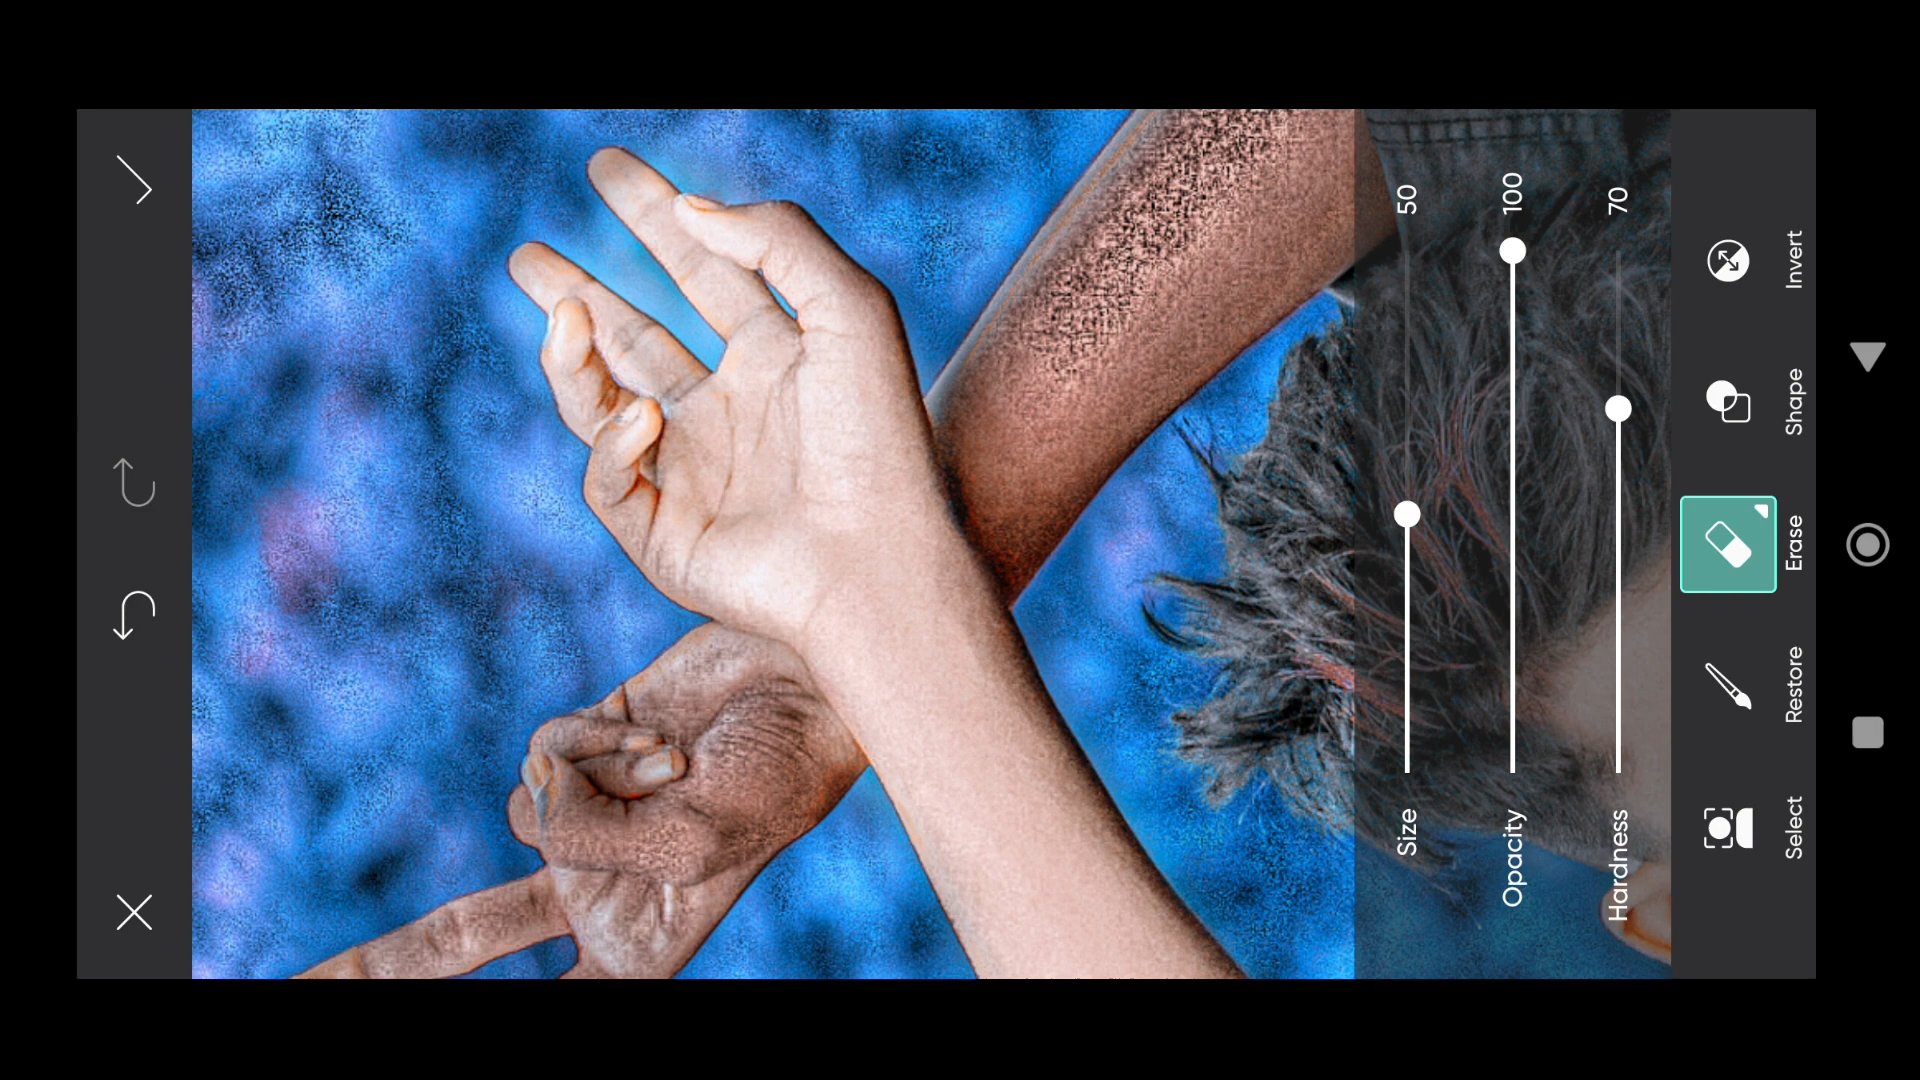 Size 50
Opacity 100
Hardness 70
Select
Restore
Erase
Shape
Invert